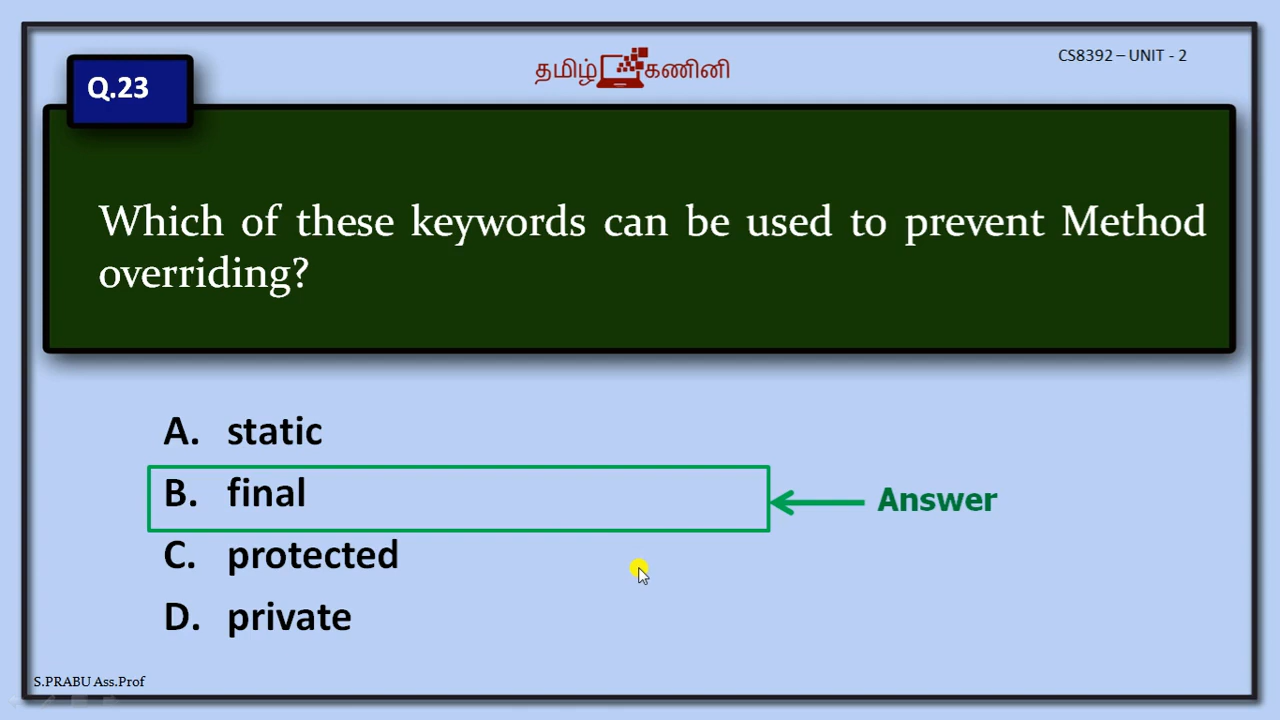 தமிழ் கணினி
CS8392 – UNIT - 2
Q.23
Which of these keywords can be used to prevent Method
overriding?
A. static
B. final
Answer
C. protected
D. private
S.PRABU Ass.Prof